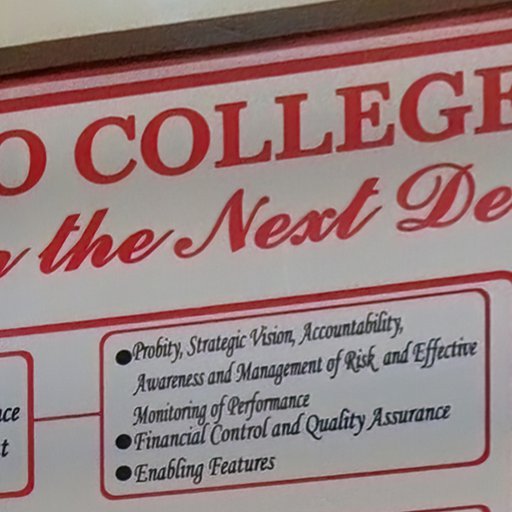 O COLLEGE
the Next De
Probity, Strategic Vision, Accountability,
Awareness and Management of Risk and Effective
Monitoring of Performance
Financial Control and Quality Assurance
Enabling Features